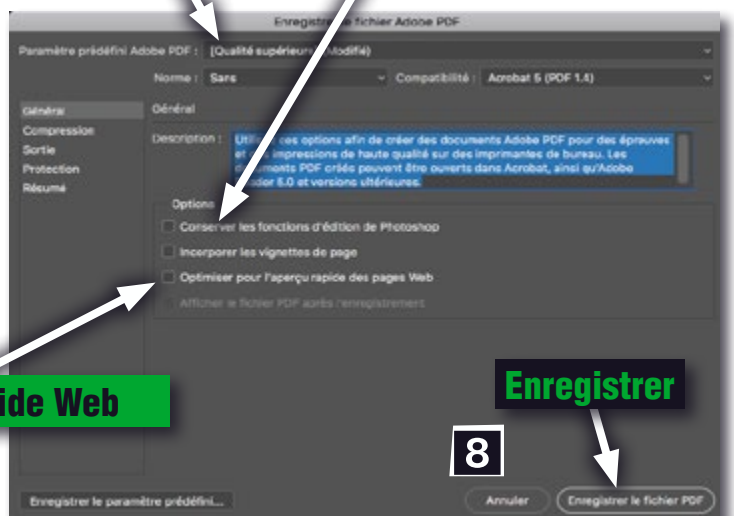 Enregistrer le fichier Adobe PDF
Paramètre prédéfini Adobe PDF : [Qualité supérieure] (Modifié)
Norme : Sans Compatibilité : Acrobat 5 (PDF 1.4)
Général
Compression
Sortie
Protection
Résumé
Général
Description : Utilisez ces options afin de créer des documents Adobe PDF pour des épreuves
et des impressions de haute qualité sur des imprimantes de bureau. Les
documents PDF créés peuvent être ouverts dans Acrobat, ainsi qu'Adobe
Reader 5.0 et versions ultérieures.
Options
Conserver les fonctions d'édition de Photoshop
Incorporer les vignettes de page
Optimiser pour l'aperçu rapide des pages Web
Afficher le fichier PDF après l'enregistrement
ide Web
Enregistrer
8
Enregistrer le paramètre prédéfini... Annuler Enregistrer le fichier PDF